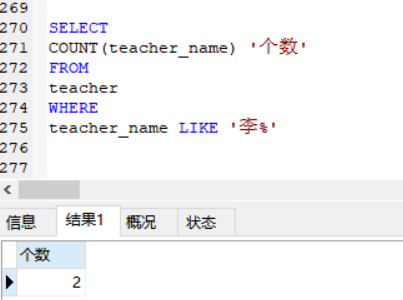 269
270 SELECT
271 COUNT(teacher_name) '个数'
272 FROM
273 teacher
274 WHERE
275 teacher_name LIKE '李%'
276
277
信息 结果1 概况 状态
个数
2